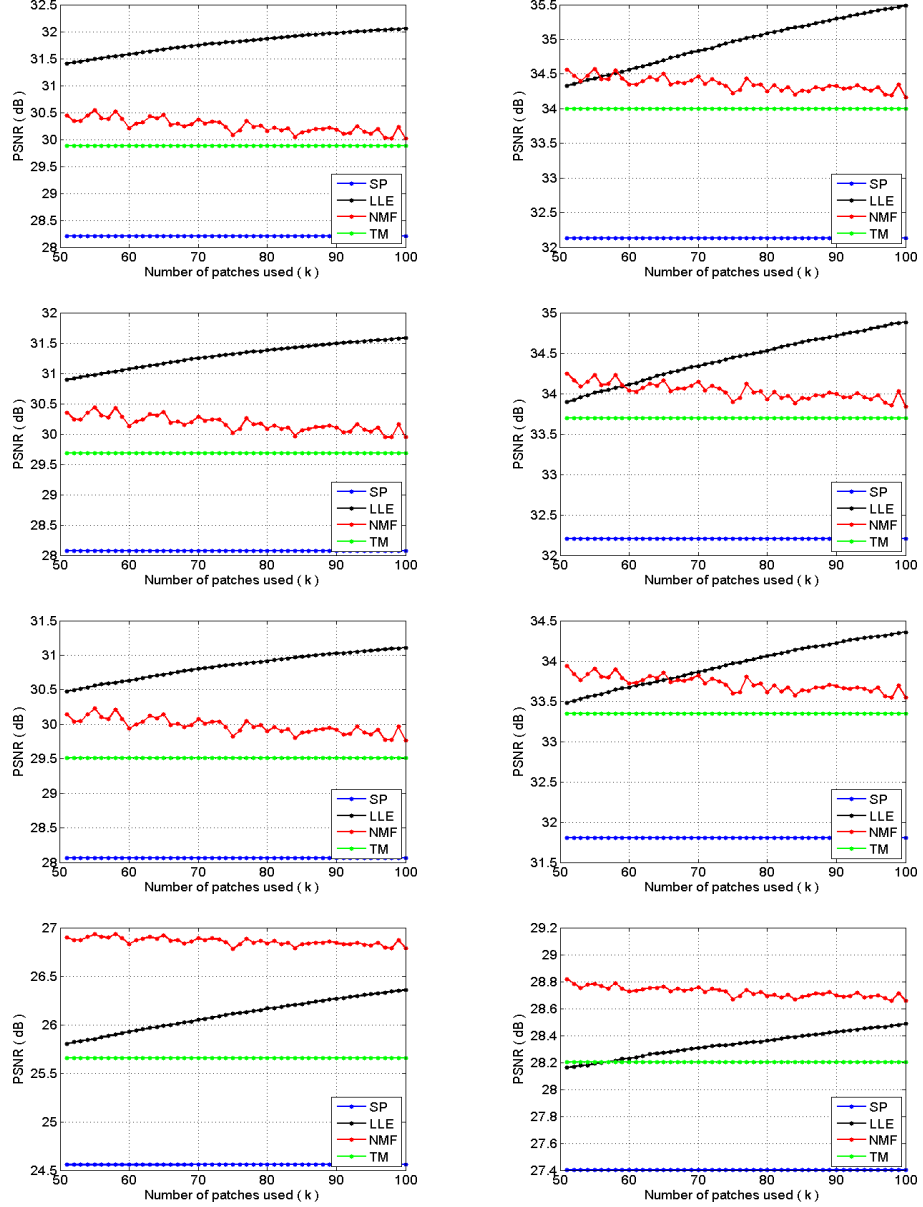 32.5
32
31.5
31
30.5
30
29.5
29
28.5
28
PSNR ( dB )
50 60 70 80 90 100
Number of patches used ( k )
SP
LLE
NMF
TM
35.5
35
34.5
34
33.5
33
32.5
32
PSNR ( dB )
50 60 70 80 90 100
Number of patches used ( k )
SP
LLE
NMF
TM
32
31.5
31
30.5
30
29.5
29
28.5
28
PSNR ( dB )
50 60 70 80 90 100
Number of patches used ( k )
SP
LLE
NMF
TM
35
34.5
34
33.5
33
32.5
32
PSNR ( dB )
50 60 70 80 90 100
Number of patches used ( k )
SP
LLE
NMF
TM
31.5
31
30.5
30
29.5
29
28.5
28
PSNR ( dB )
50 60 70 80 90 100
Number of patches used ( k )
SP
LLE
NMF
TM
34.5
34
33.5
33
32.5
32
31.5
PSNR ( dB )
50 60 70 80 90 100
Number of patches used ( k )
SP
LLE
NMF
TM
27
26.5
26
25.5
25
24.5
PSNR ( dB )
50 60 70 80 90 100
Number of patches used ( k )
SP
LLE
NMF
TM
29.2
29
28.8
28.6
28.4
28.2
28
27.8
27.6
27.4
PSNR ( dB )
50 60 70 80 90 100
Number of patches used ( k )
SP
LLE
NMF
TM